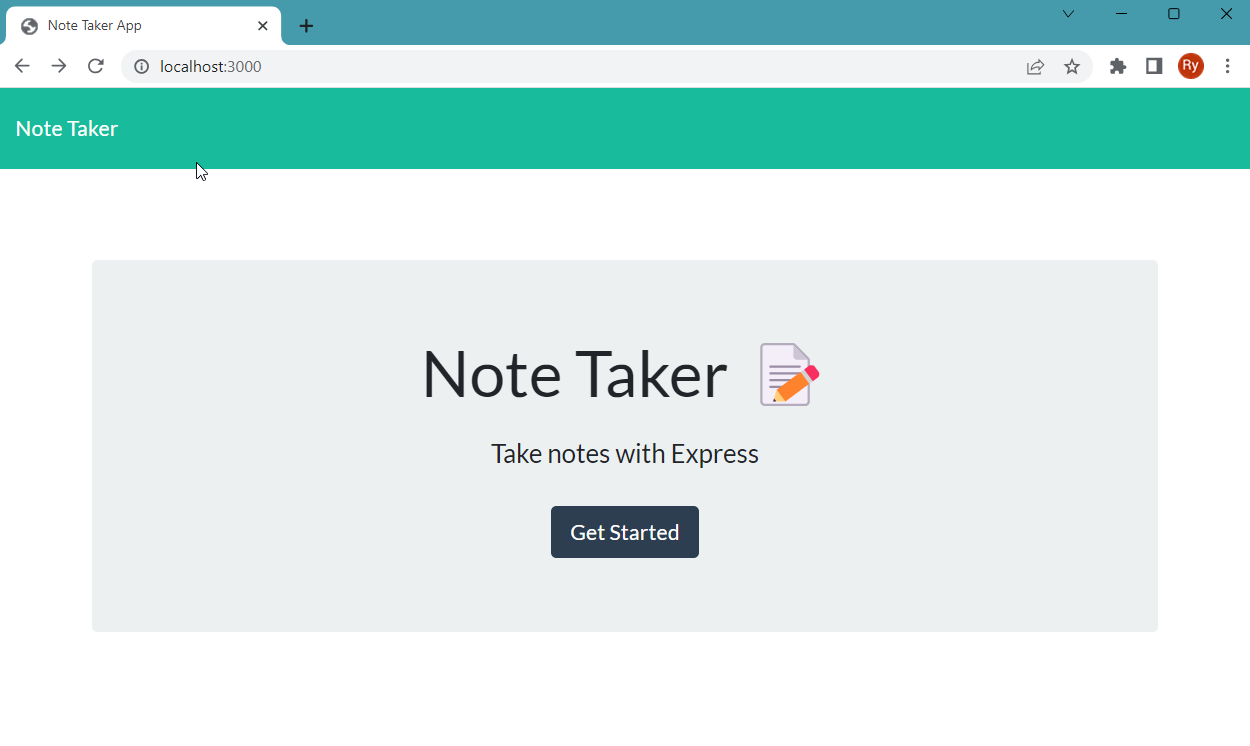 Note Taker App
localhost:3000
Ry
Note Taker
Note Taker
Take notes with Express
Get Started